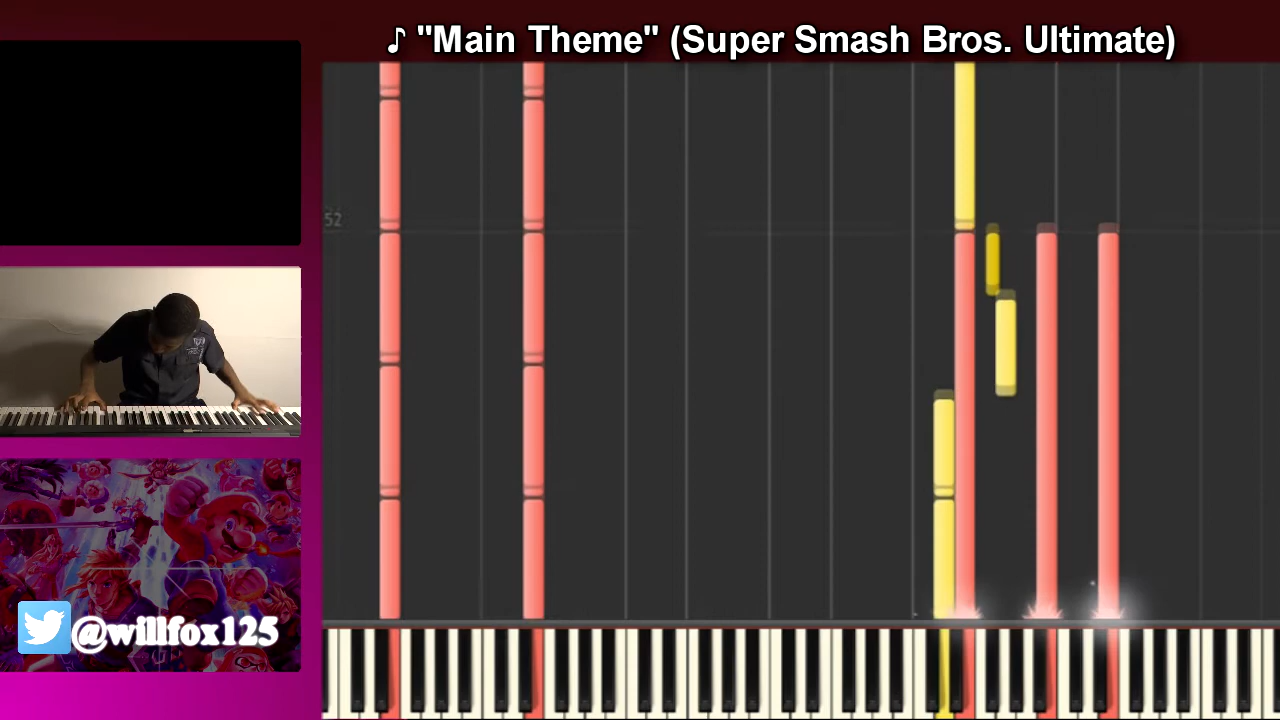 ♪ "Main Theme" (Super Smash Bros. Ultimate)
52
@willfox125